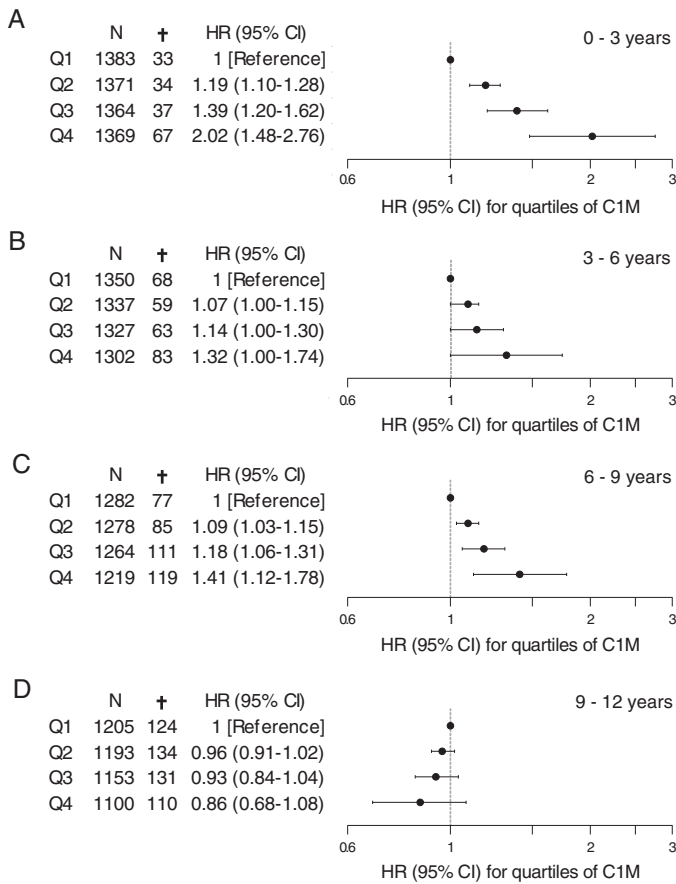 A
N † HR (95% CI)
0 - 3 years
Q1 1383 33 1 [Reference]
Q2 1371 34 1.19 (1.10-1.28)
Q3 1364 37 1.39 (1.20-1.62)
Q4 1369 67 2.02 (1.48-2.76)
0.6 1 2 3
HR (95% CI) for quartiles of C1M
B
N † HR (95% CI)
3 - 6 years
Q1 1350 68 1 [Reference]
Q2 1337 59 1.07 (1.00-1.15)
Q3 1327 63 1.14 (1.00-1.30)
Q4 1302 83 1.32 (1.00-1.74)
0.6 1 2 3
HR (95% CI) for quartiles of C1M
C
N † HR (95% CI)
6 - 9 years
Q1 1282 77 1 [Reference]
Q2 1278 85 1.09 (1.03-1.15)
Q3 1264 111 1.18 (1.06-1.31)
Q4 1219 119 1.41 (1.12-1.78)
0.6 1 2 3
HR (95% CI) for quartiles of C1M
D
N † HR (95% CI)
9 - 12 years
Q1 1205 124 1 [Reference]
Q2 1193 134 0.96 (0.91-1.02)
Q3 1153 131 0.93 (0.84-1.04)
Q4 1100 110 0.86 (0.68-1.08)
0.6 1 2 3
HR (95% CI) for quartiles of C1M